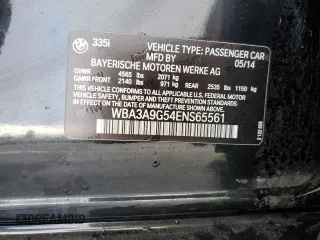 335i
VEHICLE TYPE: PASSENGER CAR
MFD BY 05/14
BAYERISCHE MOTOREN WERKE AG
GVWR 4565 lbs 2071 kg
GAWR FRONT 2140 lbs 971 kg REAR 2535 lbs 1150 kg
THIS VEHICLE CONFORMS TO ALL APPLICABLE
U.S. FEDERAL MOTOR VEHICLE SAFETY, BUMPER,
AND THEFT PREVENTION STANDARDS IN EFFECT
ON THE DATE OF MANUFACTURE SHOWN ABOVE.
WBA3A9G54ENS65561
IDREAMD